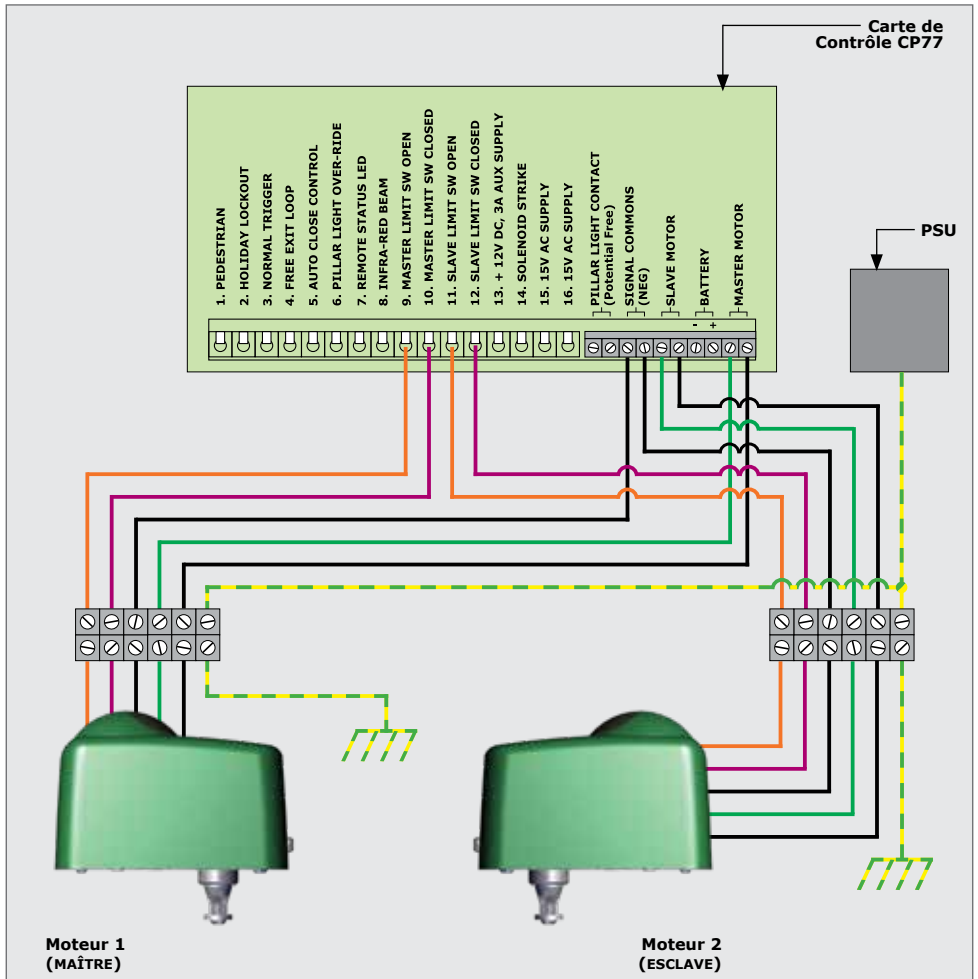 Carte de
Contrôle CP77
1. PEDESTRIAN
2. HOLIDAY LOCKOUT
3. NORMAL TRIGGER
4. FREE EXIT LOOP
5. AUTO CLOSE CONTROL
6. PILLAR LIGHT OVER-RIDE
7. REMOTE STATUS LED
8. INFRA-RED BEAM
9. MASTER LIMIT SW OPEN
10. MASTER LIMIT SW CLOSED
11. SLAVE LIMIT SW OPEN
12. SLAVE LIMIT SW CLOSED
13. + 12V DC, 3A AUX SUPPLY
14. SOLENOID STRIKE
15. 15V AC SUPPLY
16. 15V AC SUPPLY
PILLAR LIGHT CONTACT
(Potential Free)
SIGNAL COMMONS
(NEG)
SLAVE MOTOR
BATTERY
- +
MASTER MOTOR
PSU
Moteur 1
(MAÎTRE)
Moteur 2
(ESCLAVE)